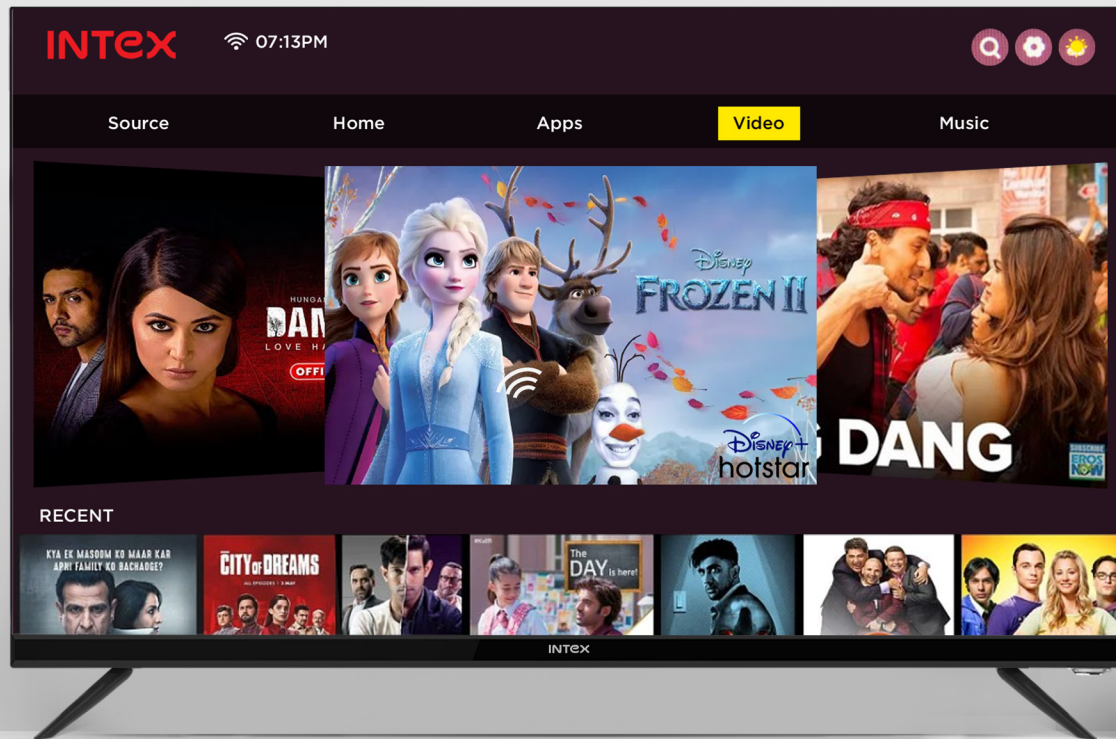 INTEX
07:13PM
Source
Home
Apps
Video
Music
HUNGA
DAN
LOVE HA
OFFI
DISNEY
FROZEN II
DISNEY+
hotstar
DANG
SUBSCRIBE
EROS
NOW
RECENT
KYA EK MASOOM KO MAAR KAR
APNI FAMILY KO BACHAOGE?
CITY OF DREAMS
ALL EPISODES | 3 MAY
The
DAY is here!
INTEX